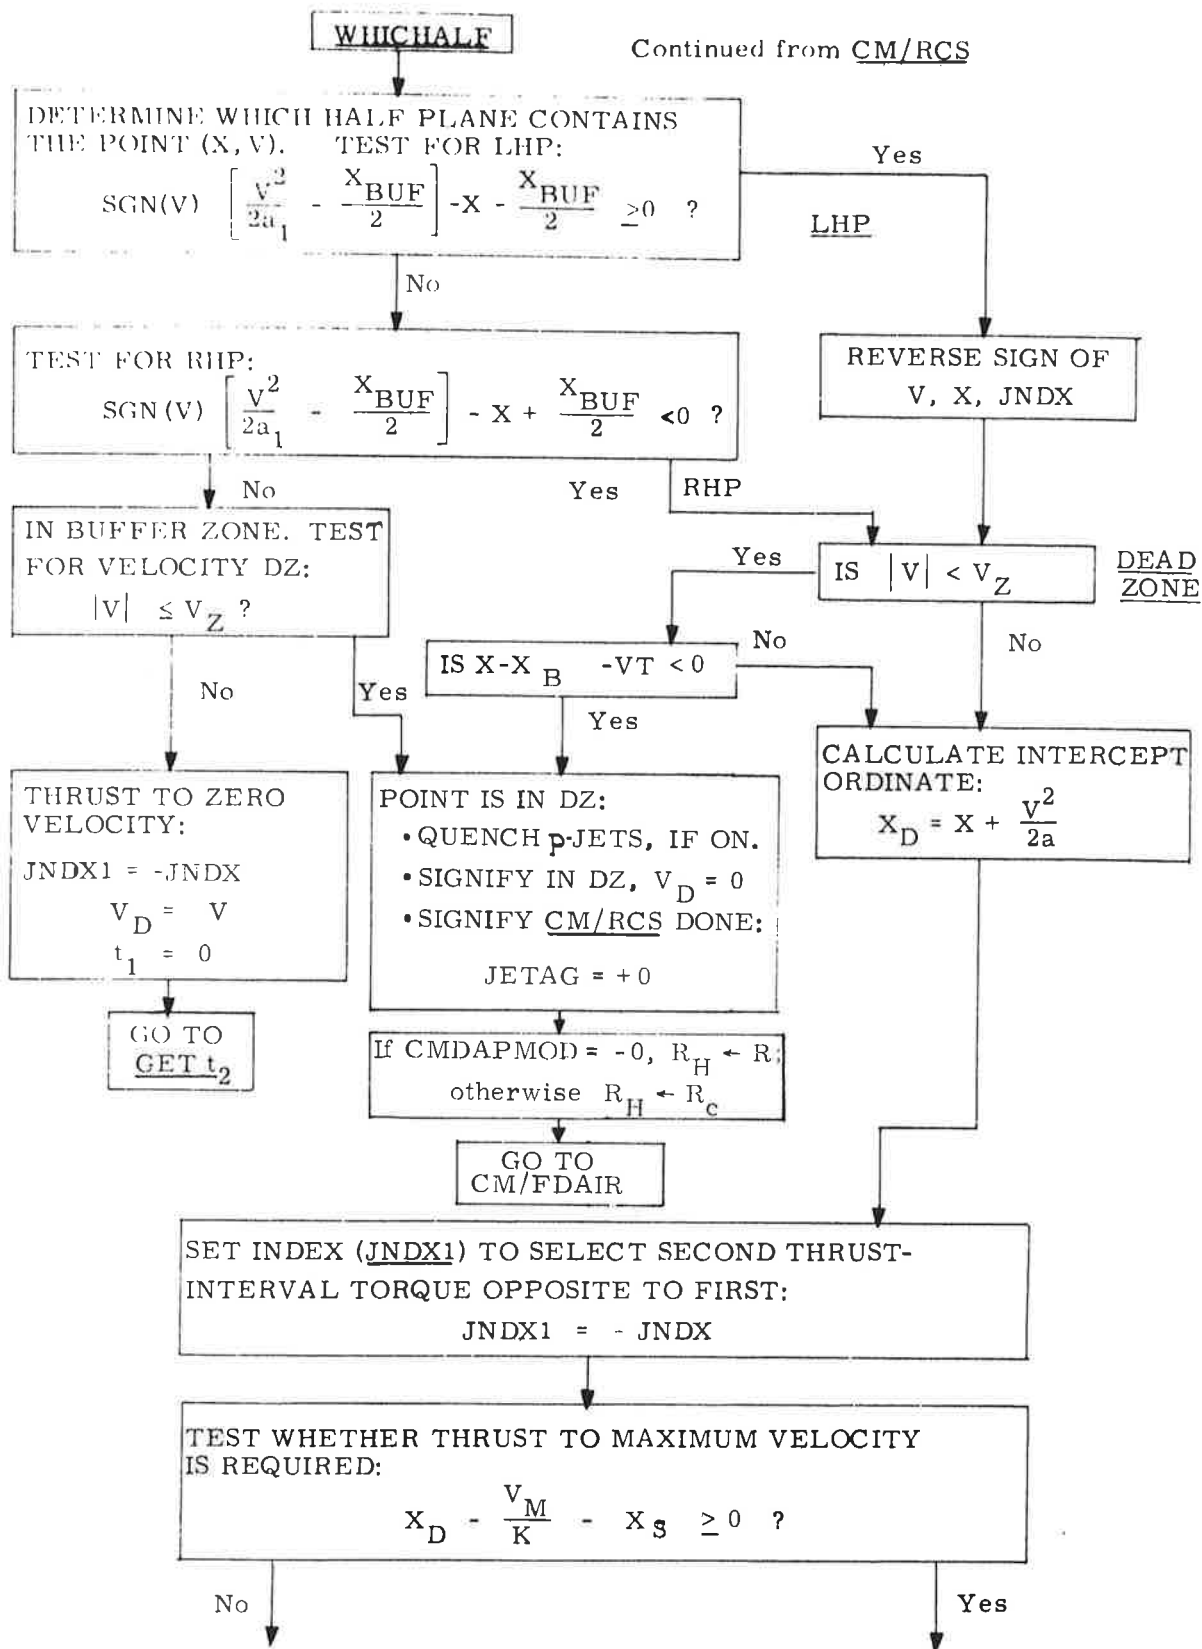 WHICHALF
Continued from CM/RCS
DETERMINE WHICH HALF PLANE CONTAINS
THE POINT (X, V). TEST FOR LHP:
SGN(V) [V²/2a₁ - X_BUF/2] -X - X_BUF/2 ≥0 ?
Yes
LHP
No
TEST FOR RHP:
SGN(V) [V²/2a₁ - X_BUF/2] - X + X_BUF/2 <0 ?
REVERSE SIGN OF
V, X, JNDX
No
Yes
RHP
IN BUFFER ZONE. TEST
FOR VELOCITY DZ:
|V| ≤ V_Z ?
Yes
IS |V| < V_Z
DEAD
ZONE
No
Yes
IS X-X_B -VT < 0
No
No
Yes
THRUST TO ZERO
VELOCITY:
JNDX1 = -JNDX
V_D = V
t₁ = 0
POINT IS IN DZ:
• QUENCH p-JETS, IF ON.
• SIGNIFY IN DZ, V_D = 0
• SIGNIFY CM/RCS DONE:
JETAG = +0
CALCULATE INTERCEPT
ORDINATE:
X_D = X + V²/2a
GO TO
GET t₂
If CMDAPMOD = -0, R_H ← R;
otherwise R_H ← R_c
GO TO
CM/FDAIR
SET INDEX (JNDX1) TO SELECT SECOND THRUST-
INTERVAL TORQUE OPPOSITE TO FIRST:
JNDX1 = - JNDX
TEST WHETHER THRUST TO MAXIMUM VELOCITY
IS REQUIRED:
X_D - V_M/K - X_S ≥ 0 ?
No
Yes